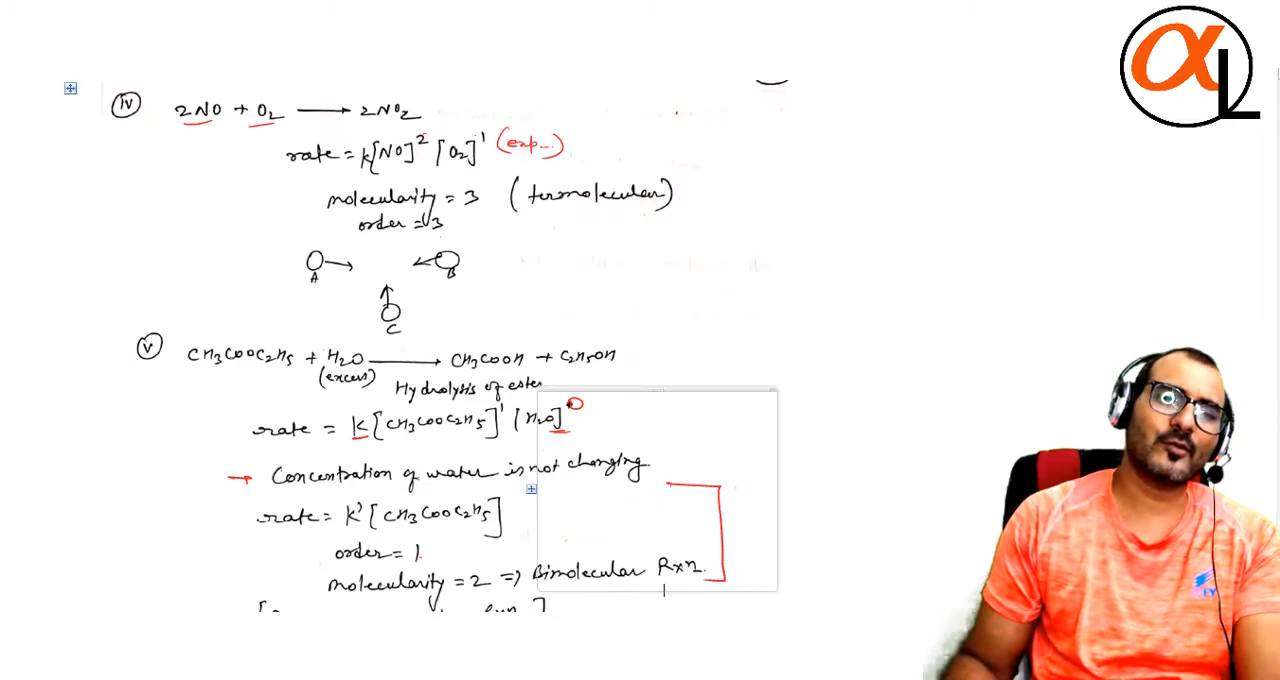 iv 2NO + O2 ⟶ 2NO2
rate = k[NO]² [O2]¹ (exp...)
molecularity = 3 (termolecular)
order = 3
A B
C
v CH3COOC2H5 + H2O ⟶ CH3COOH + C2H5OH
(excess) Hydrolysis of ester
rate = k[CH3COOC2H5]¹ [H2O]⁰
→ Concentration of water is not changing
rate = k'[CH3COOC2H5]
order = 1.
molecularity = 2 ⇒ Bimolecular Rxn.
αL